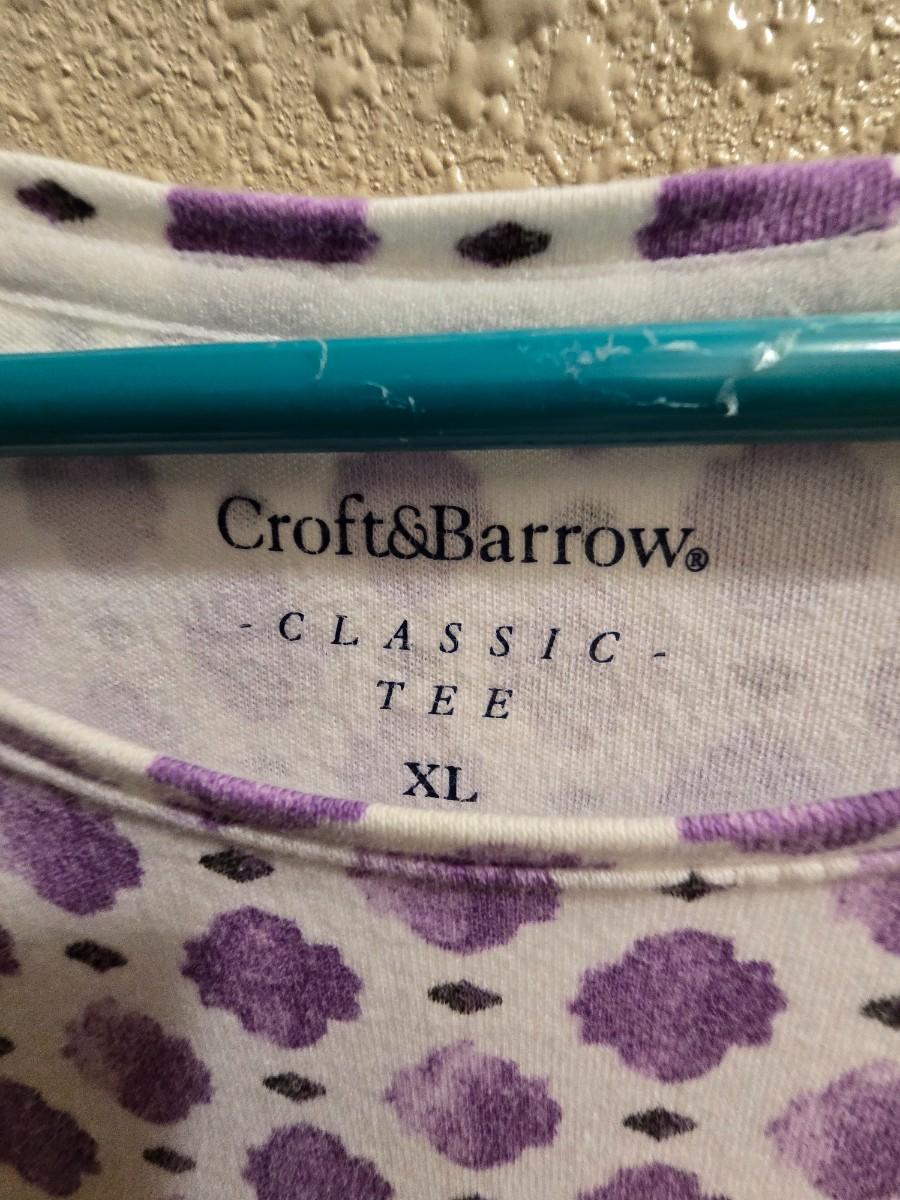 Croft&Barrow®
- CLASSIC -
TEE
XL